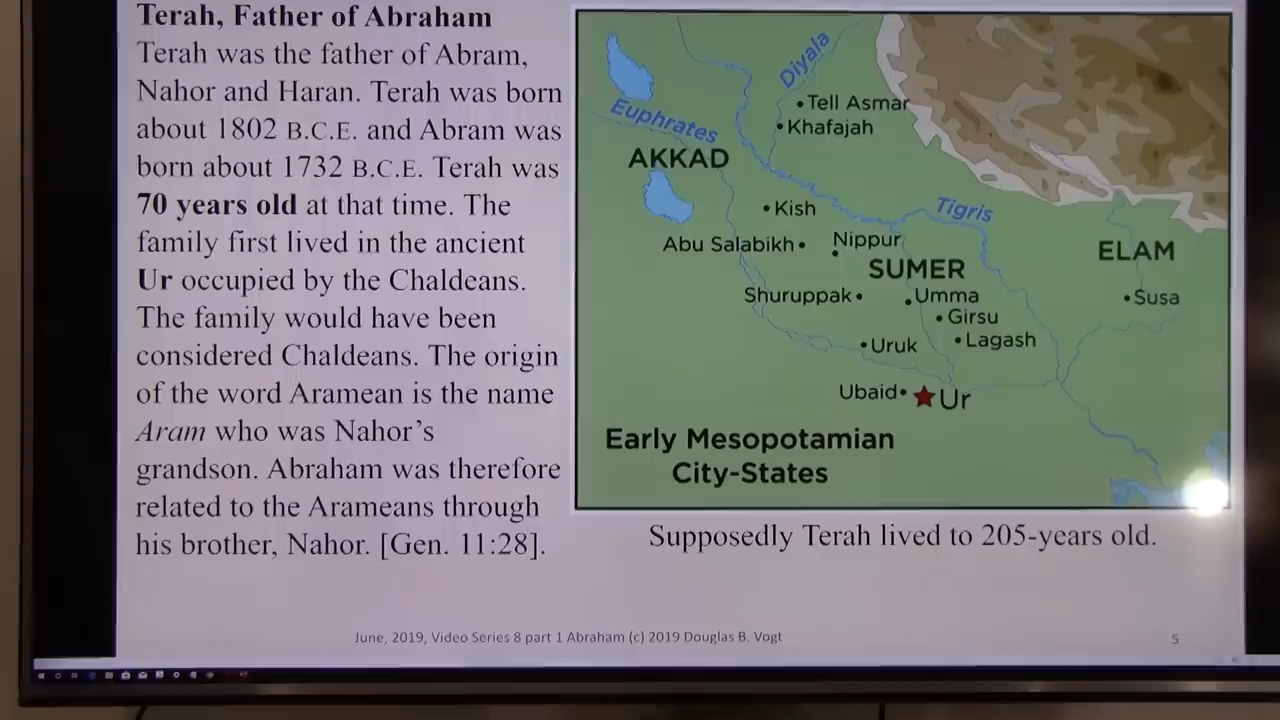 Terah, Father of Abraham
Terah was the father of Abram,
Nahor and Haran. Terah was born
about 1802 B.C.E. and Abram was
born about 1732 B.C.E. Terah was
70 years old at that time. The
family first lived in the ancient
Ur occupied by the Chaldeans.
The family would have been
considered Chaldeans. The origin
of the word Aramean is the name
Aram who was Nahor’s
grandson. Abraham was therefore
related to the Arameans through
his brother, Nahor. [Gen. 11:28].
Diyala
Tell Asmar
Khafajah
Euphrates
AKKAD
Kish
Tigris
Abu Salabikh
Nippur
SUMER
ELAM
Shuruppak
Umma
Susa
Girsu
Uruk
Lagash
Ubaid
Ur
Early Mesopotamian
City-States
Supposedly Terah lived to 205-years old.
June, 2019, Video Series 8 part 1 Abraham (c) 2019 Douglas B. Vogt
5